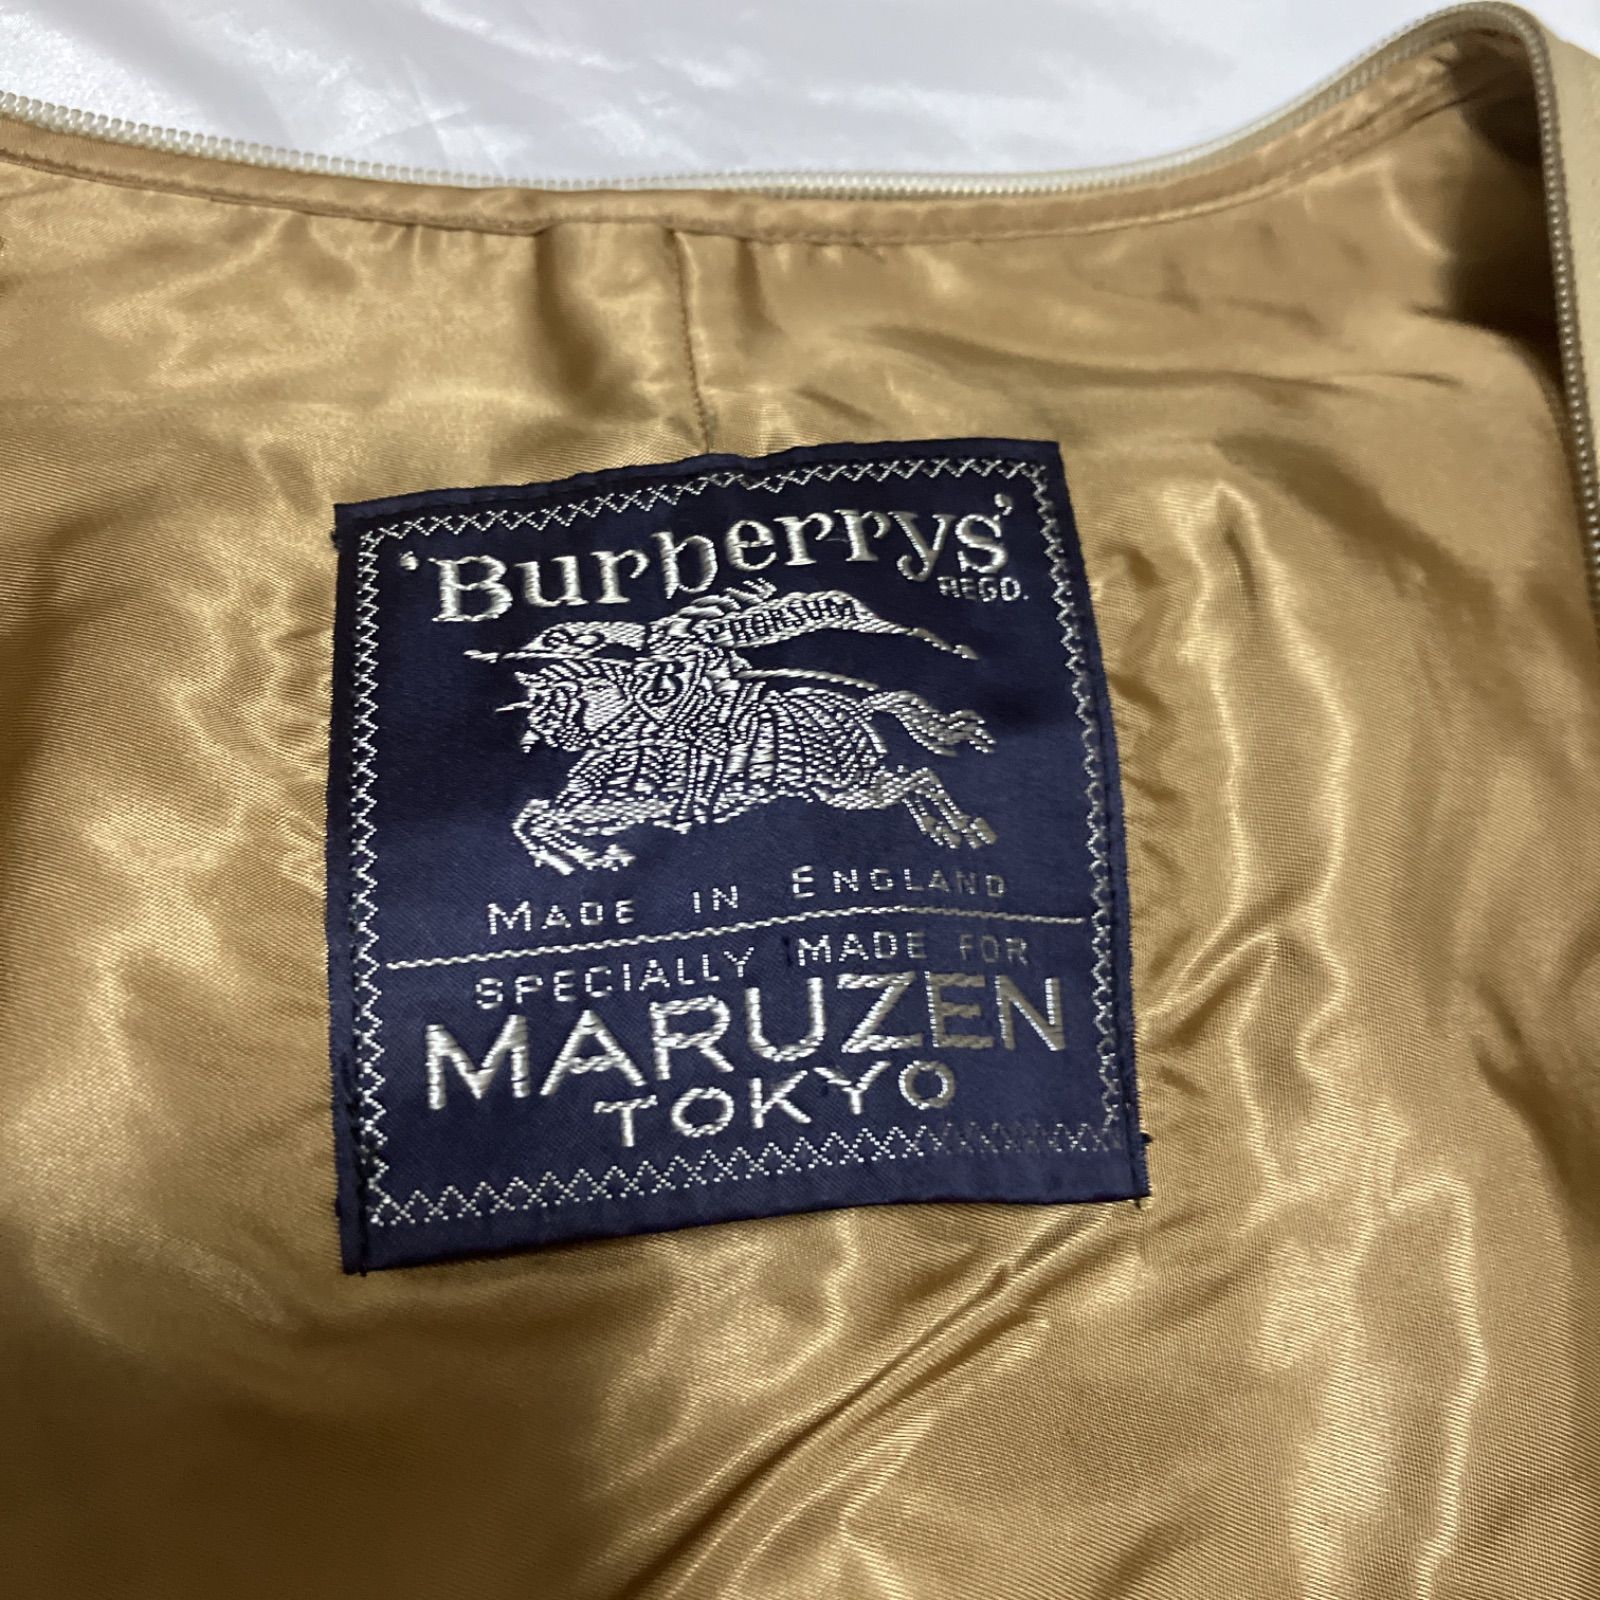 'Burberrys'
REGD.
PRORSUM
MADE IN ENGLAND
SPECIALLY MADE FOR
MARUZEN
TOKYO